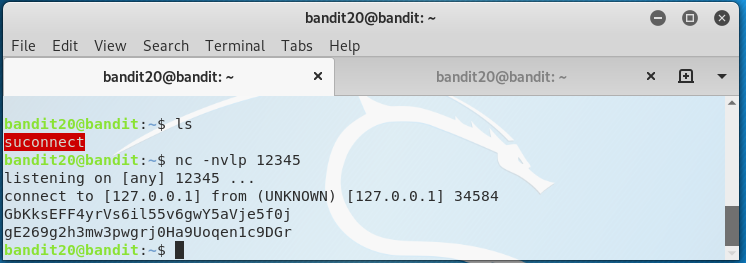 bandit20@bandit: ~
File Edit View Search Terminal Tabs Help
bandit20@bandit: ~ bandit20@bandit: ~
bandit20@bandit:~$ ls
suconnect
bandit20@bandit:~$ nc -nvlp 12345
listening on [any] 12345 ...
connect to [127.0.0.1] from (UNKNOWN) [127.0.0.1] 34584
GbKksEFF4yrVs6il55v6gwY5aVje5f0j
gE269g2h3mw3pwgrj0Ha9Uoqen1c9DGr
bandit20@bandit:~$